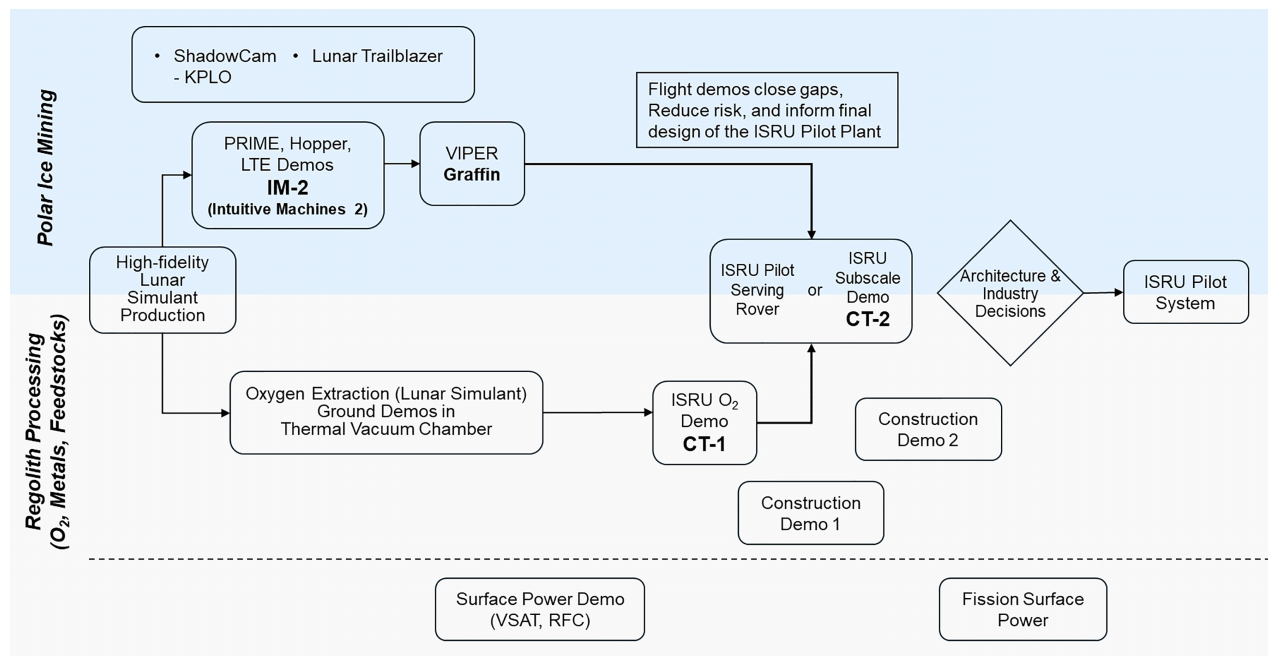 Polar Ice Mining
• ShadowCam • Lunar Trailblazer
- KPLO
Flight demos close gaps,
Reduce risk, and inform final
design of the ISRU Pilot Plant
PRIME, Hopper,
LTE Demos
IM-2
(Intuitive Machines 2)
VIPER
Graffin
High-fidelity
Lunar
Simulant
Production
ISRU Pilot
Serving
Rover
or
ISRU
Subscale
Demo
CT-2
Architecture &
Industry
Decisions
ISRU Pilot
System
Regolith Processing
(O₂, Metals, Feedstocks)
Oxygen Extraction (Lunar Simulant)
Ground Demos in
Thermal Vacuum Chamber
ISRU O₂
Demo
CT-1
Construction
Demo 2
Construction
Demo 1
Surface Power Demo
(VSAT, RFC)
Fission Surface
Power